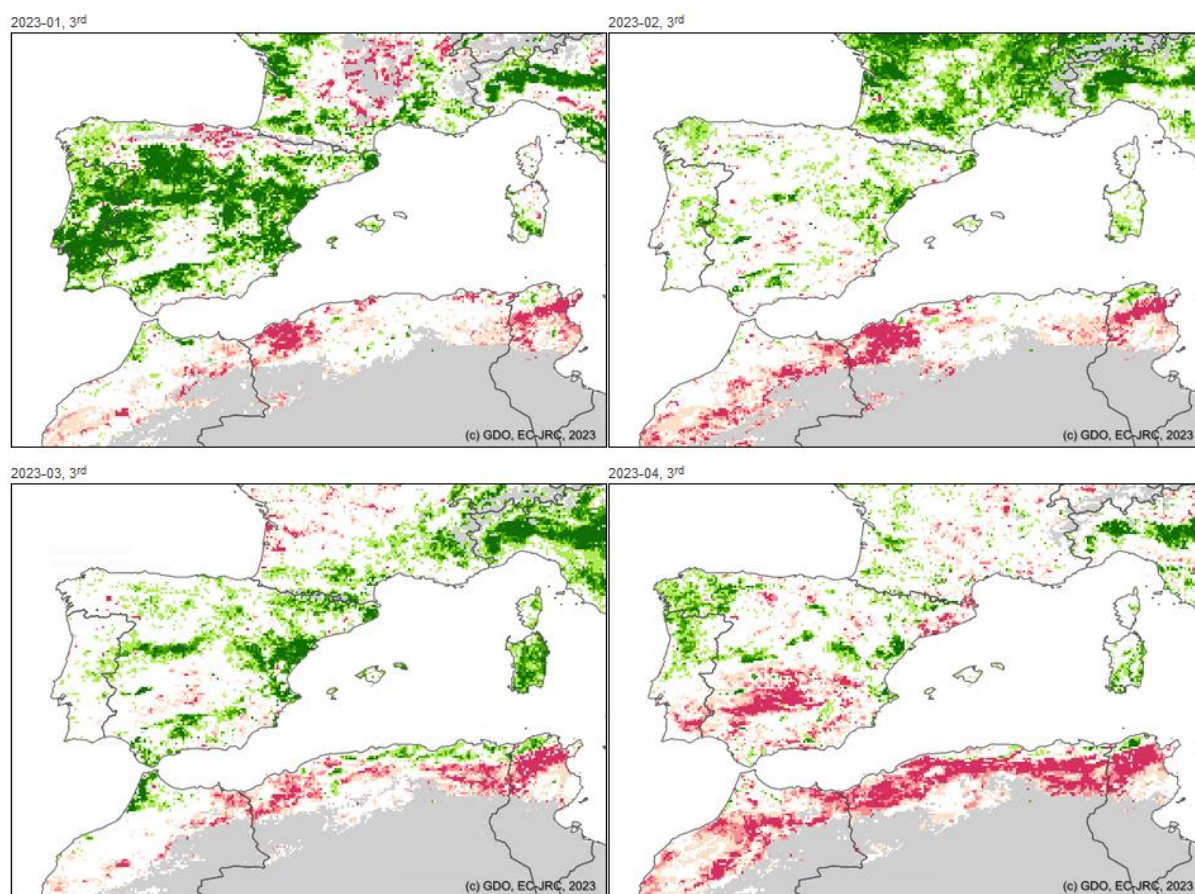 2023-01, 3rd
2023-02, 3rd
(c) GDO, EC-JRC, 2023
(c) GDO, EC-JRC, 2023
2023-03, 3rd
2023-04, 3rd
(c) GDO, EC-JRC, 2023
(c) GDO, EC-JRC, 2023